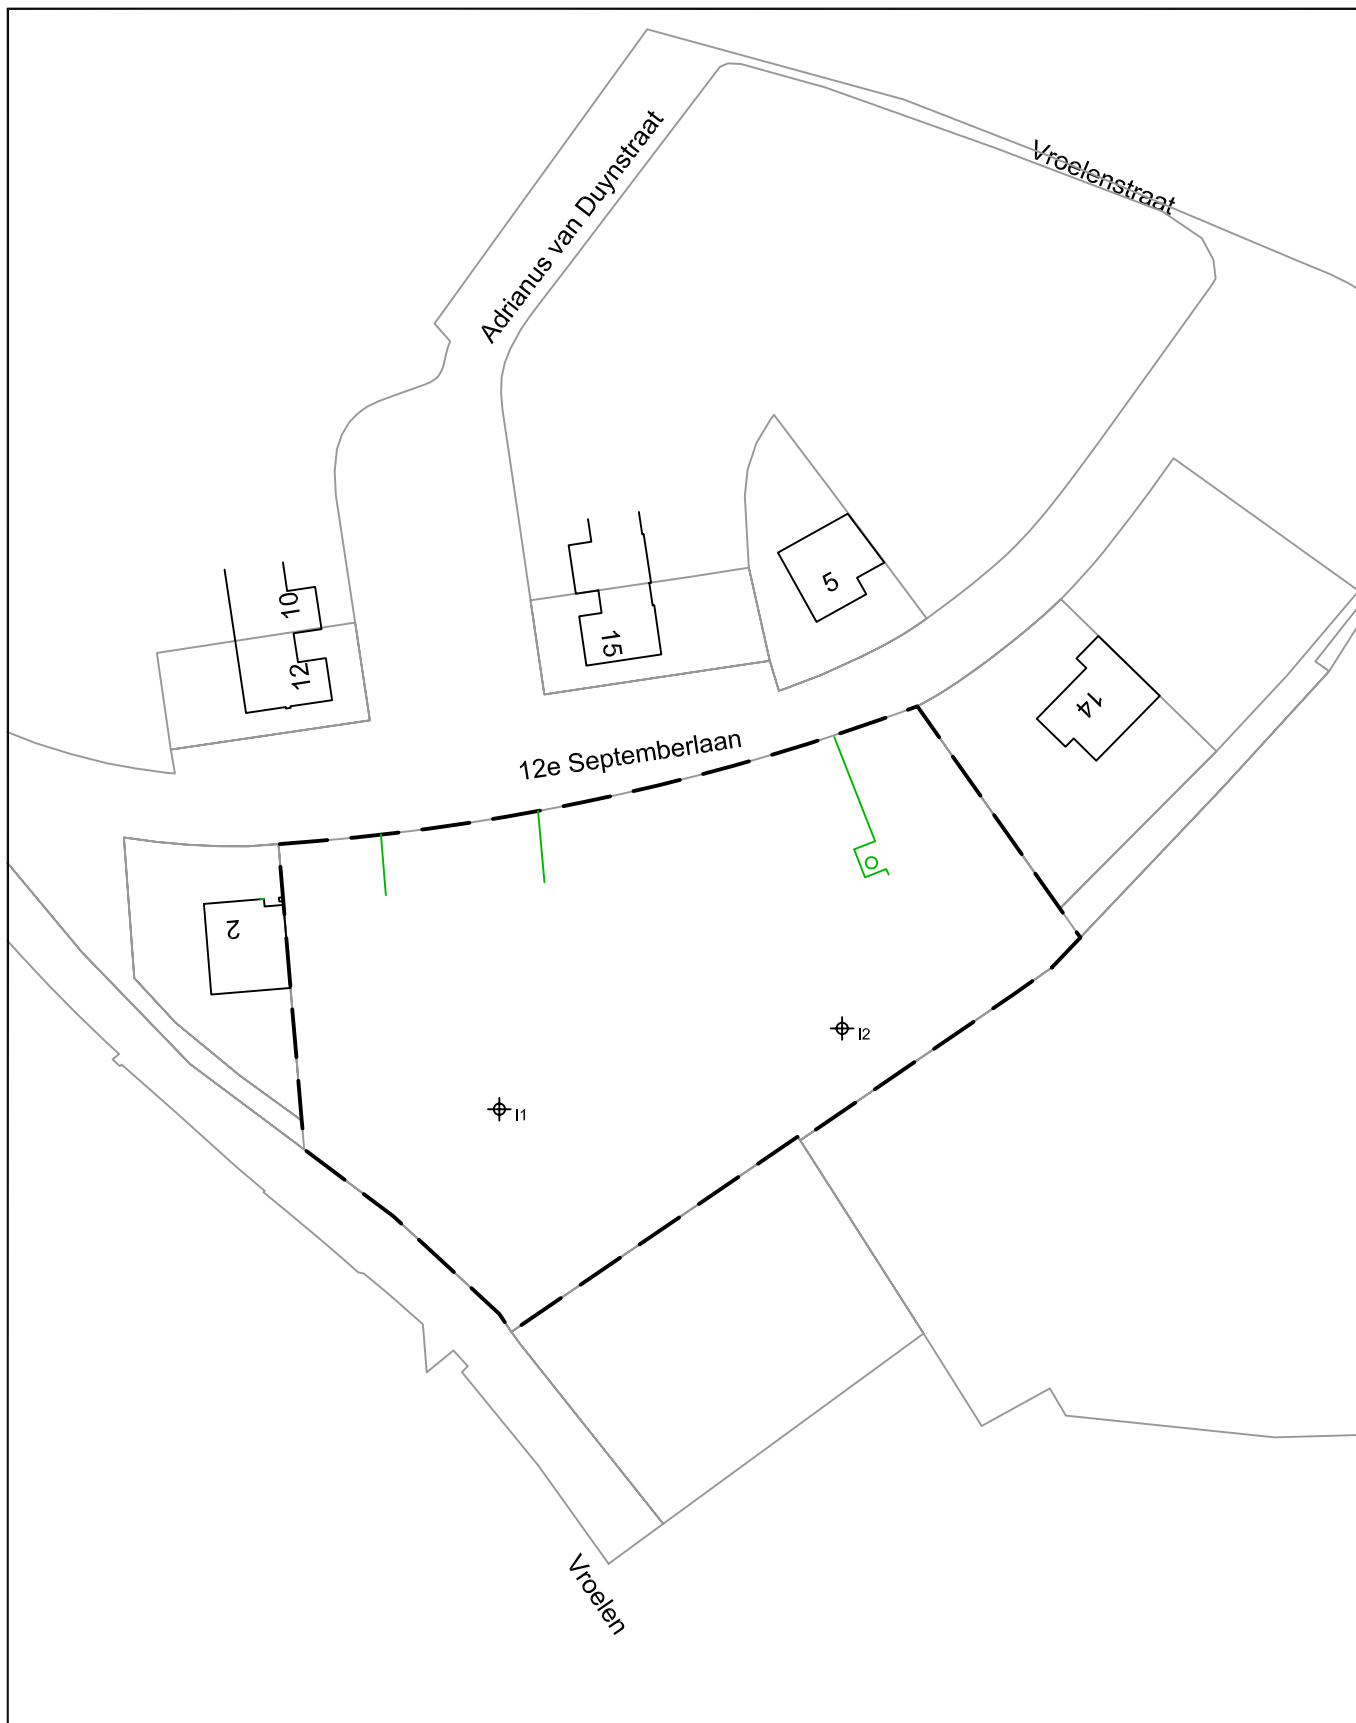 Vroelenstraat
Adrianus van Duynstraat
5
10
15
12
14
12e Septemberlaan
2
I2
I1
Vroelen